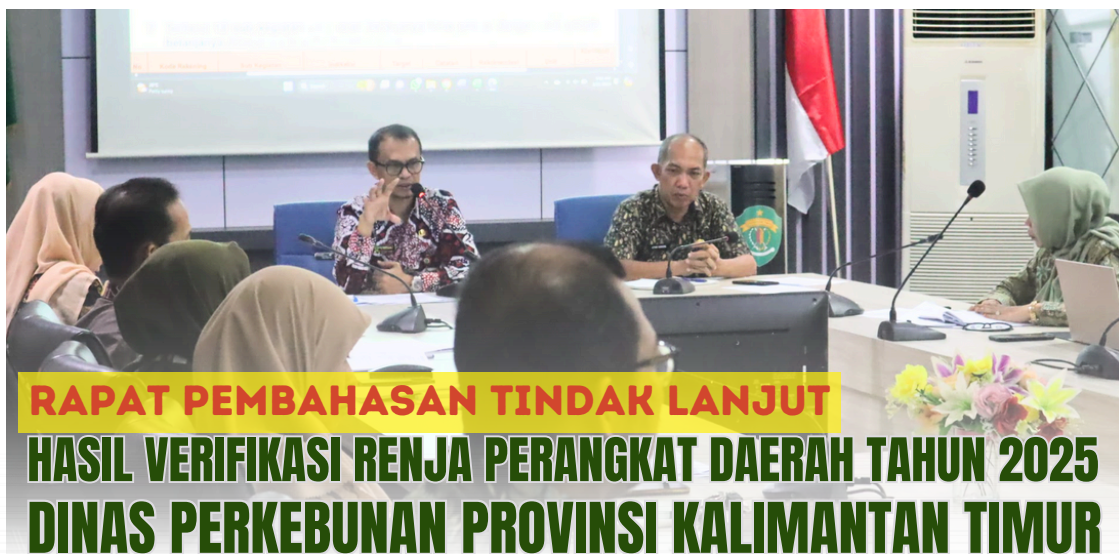 RAPAT PEMBAHASAN TINDAK LANJUT
HASIL VERIFIKASI RENJA PERANGKAT DAERAH TAHUN 2025
DINAS PERKEBUNAN PROVINSI KALIMANTAN TIMUR